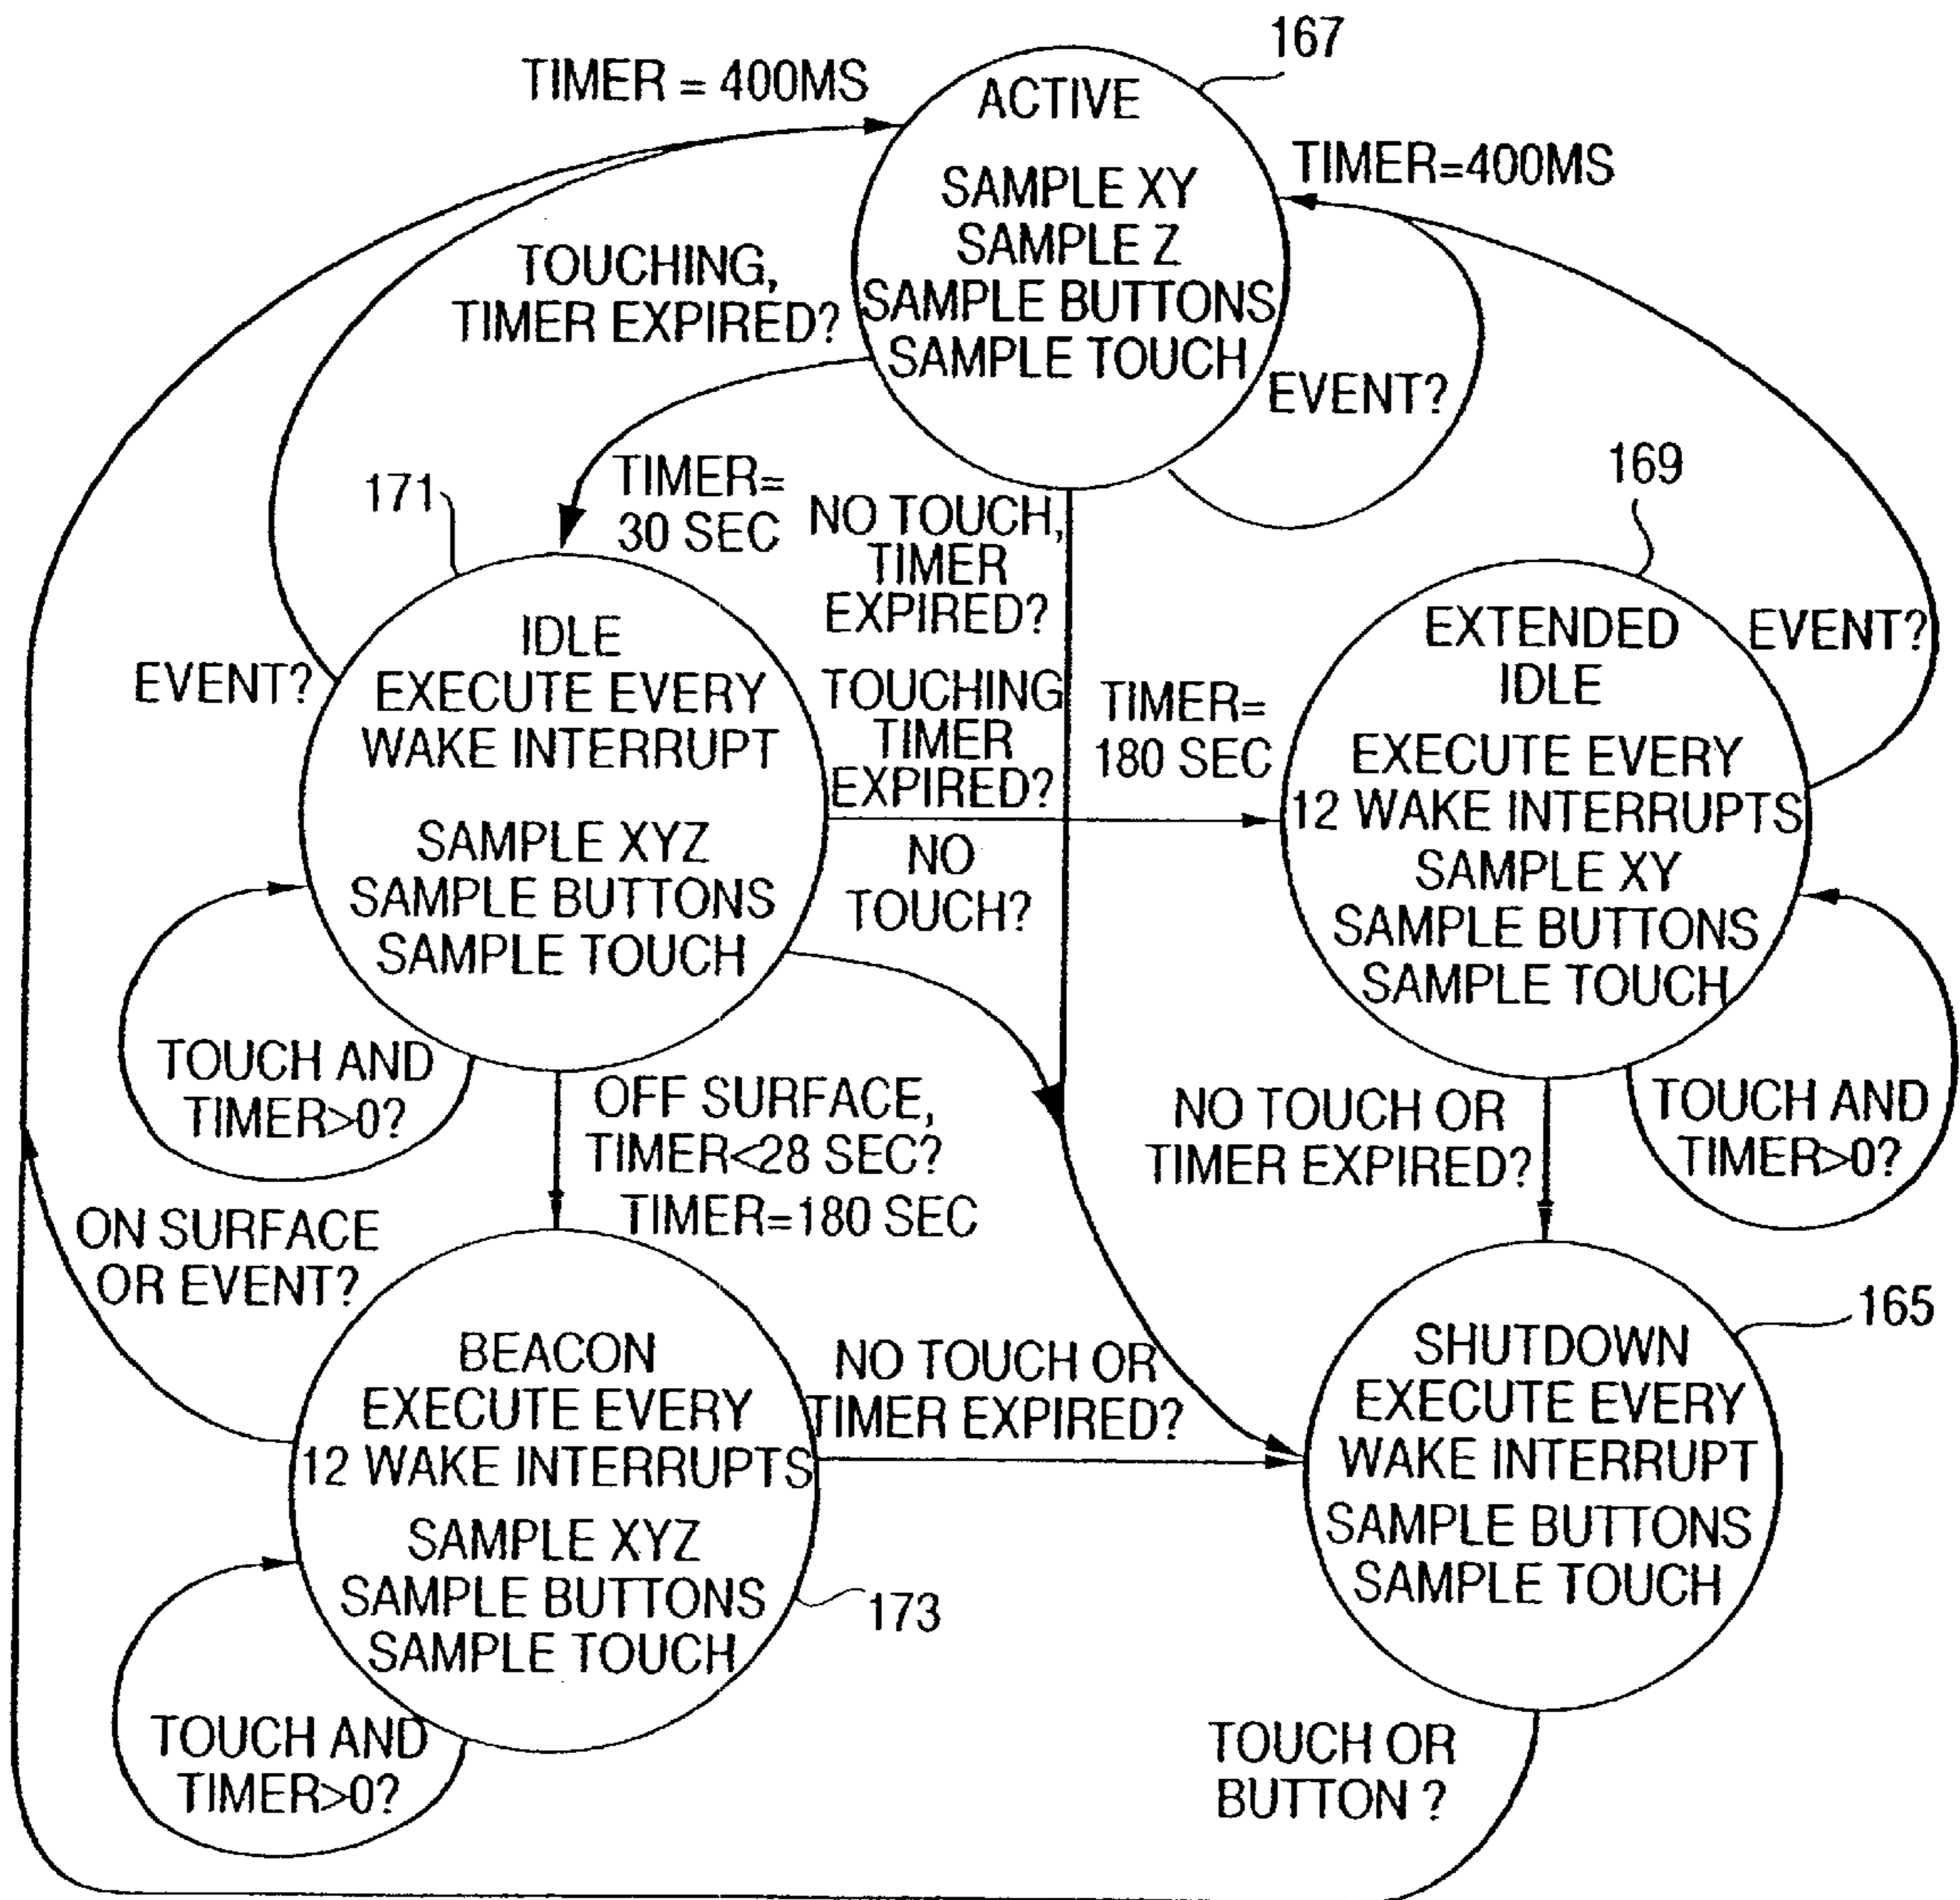 167
TIMER = 400MS
ACTIVE
SAMPLE XY
SAMPLE Z
SAMPLE BUTTONS
SAMPLE TOUCH
TIMER=400MS
TOUCHING,
TIMER EXPIRED?
EVENT?
171
TIMER=
30 SEC
NO TOUCH,
TIMER
EXPIRED?
169
EVENT?
IDLE
EXECUTE EVERY
WAKE INTERRUPT
SAMPLE XYZ
SAMPLE BUTTONS
SAMPLE TOUCH
TOUCHING
TIMER
EXPIRED?
TIMER=
180 SEC
EXTENDED
IDLE
EXECUTE EVERY
12 WAKE INTERRUPTS
SAMPLE XY
SAMPLE BUTTONS
SAMPLE TOUCH
EVENT?
NO
TOUCH?
TOUCH AND
TIMER>0?
OFF SURFACE,
TIMER<28 SEC?
TIMER=180 SEC
NO TOUCH OR
TIMER EXPIRED?
TOUCH AND
TIMER>0?
ON SURFACE
OR EVENT?
BEACON
EXECUTE EVERY
12 WAKE INTERRUPTS
SAMPLE XYZ
SAMPLE BUTTONS
SAMPLE TOUCH
173
NO TOUCH OR
TIMER EXPIRED?
165
SHUTDOWN
EXECUTE EVERY
WAKE INTERRUPT
SAMPLE BUTTONS
SAMPLE TOUCH
TOUCH AND
TIMER>0?
TOUCH OR
BUTTON ?